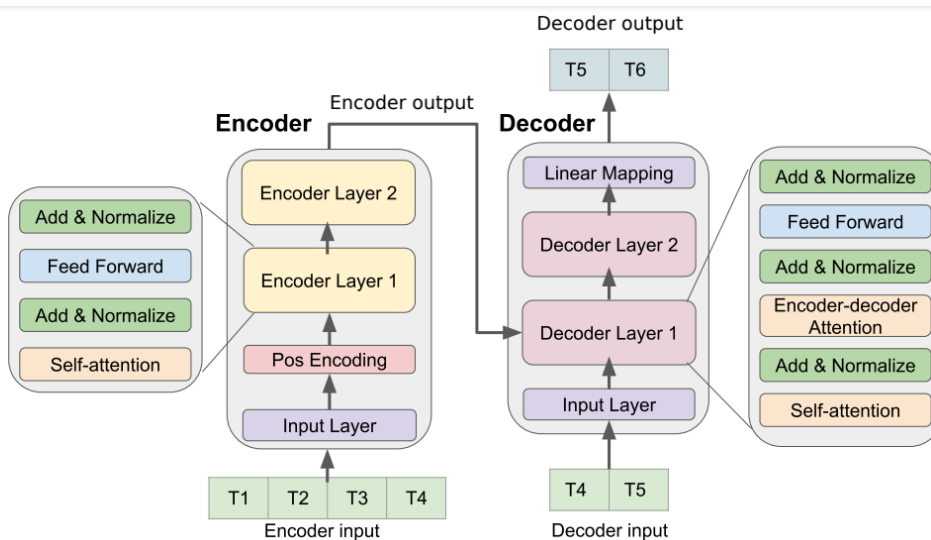 Decoder output
T5 T6
Encoder output
Encoder
Decoder
Add & Normalize
Feed Forward
Add & Normalize
Self-attention
Encoder Layer 2
Encoder Layer 1
Pos Encoding
Input Layer
T1 T2 T3 T4
Encoder input
Linear Mapping
Decoder Layer 2
Decoder Layer 1
Input Layer
T4 T5
Decoder input
Add & Normalize
Feed Forward
Add & Normalize
Encoder-decoder
Attention
Add & Normalize
Self-attention